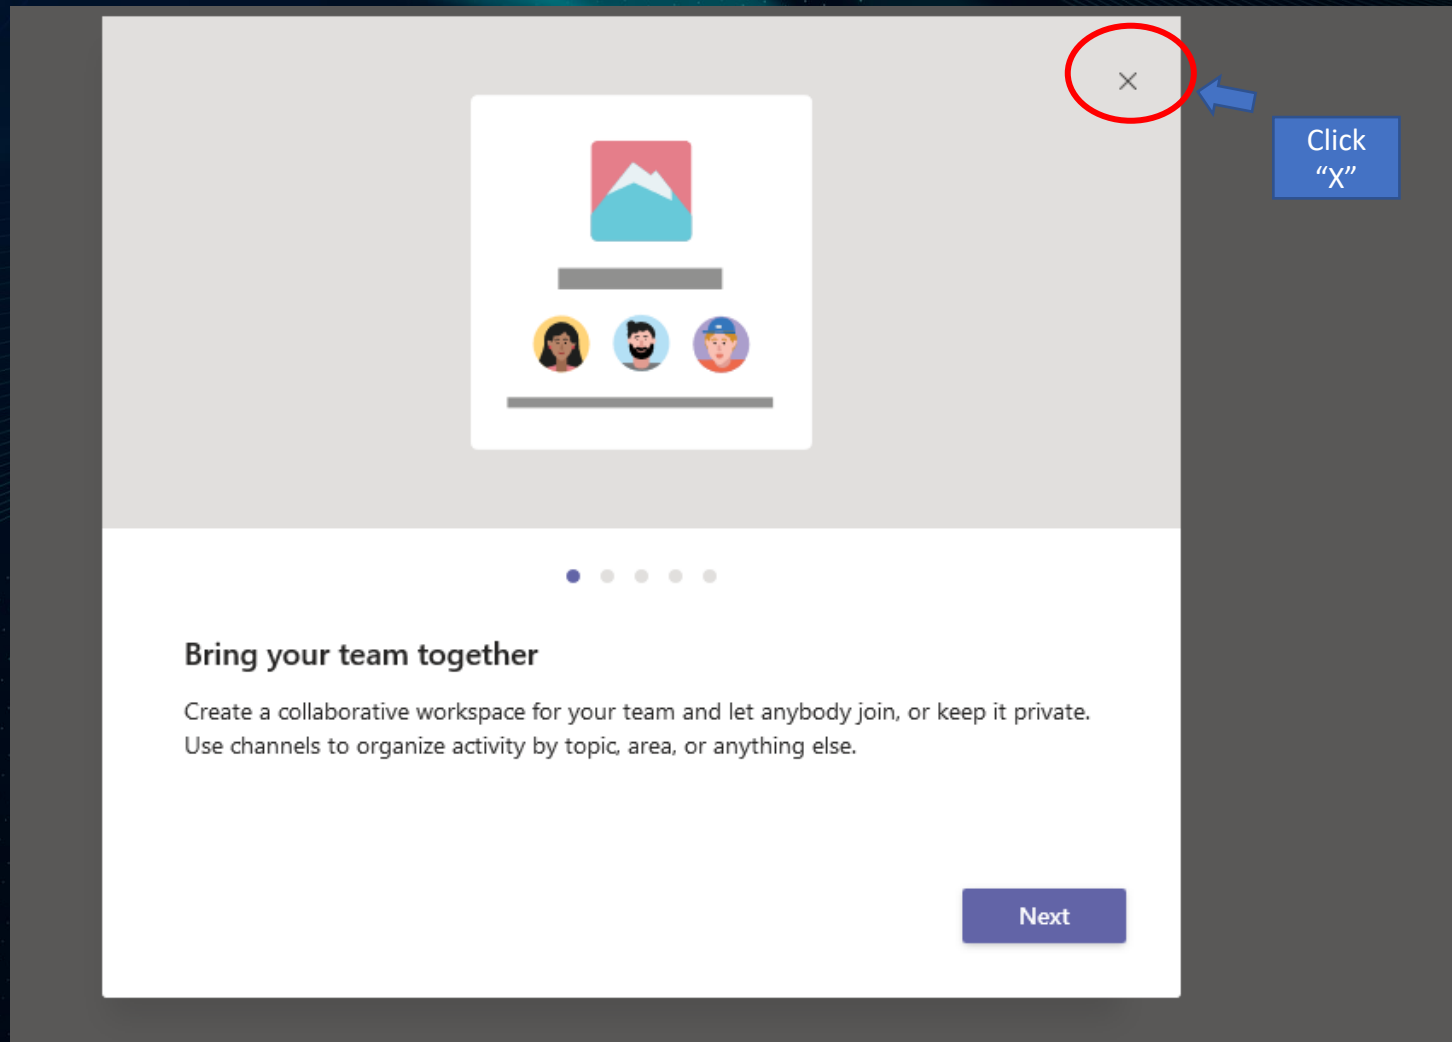 Click
“X”
Bring your team together
Create a collaborative workspace for your team and let anybody join, or keep it private.
Use channels to organize activity by topic, area, or anything else.
Next